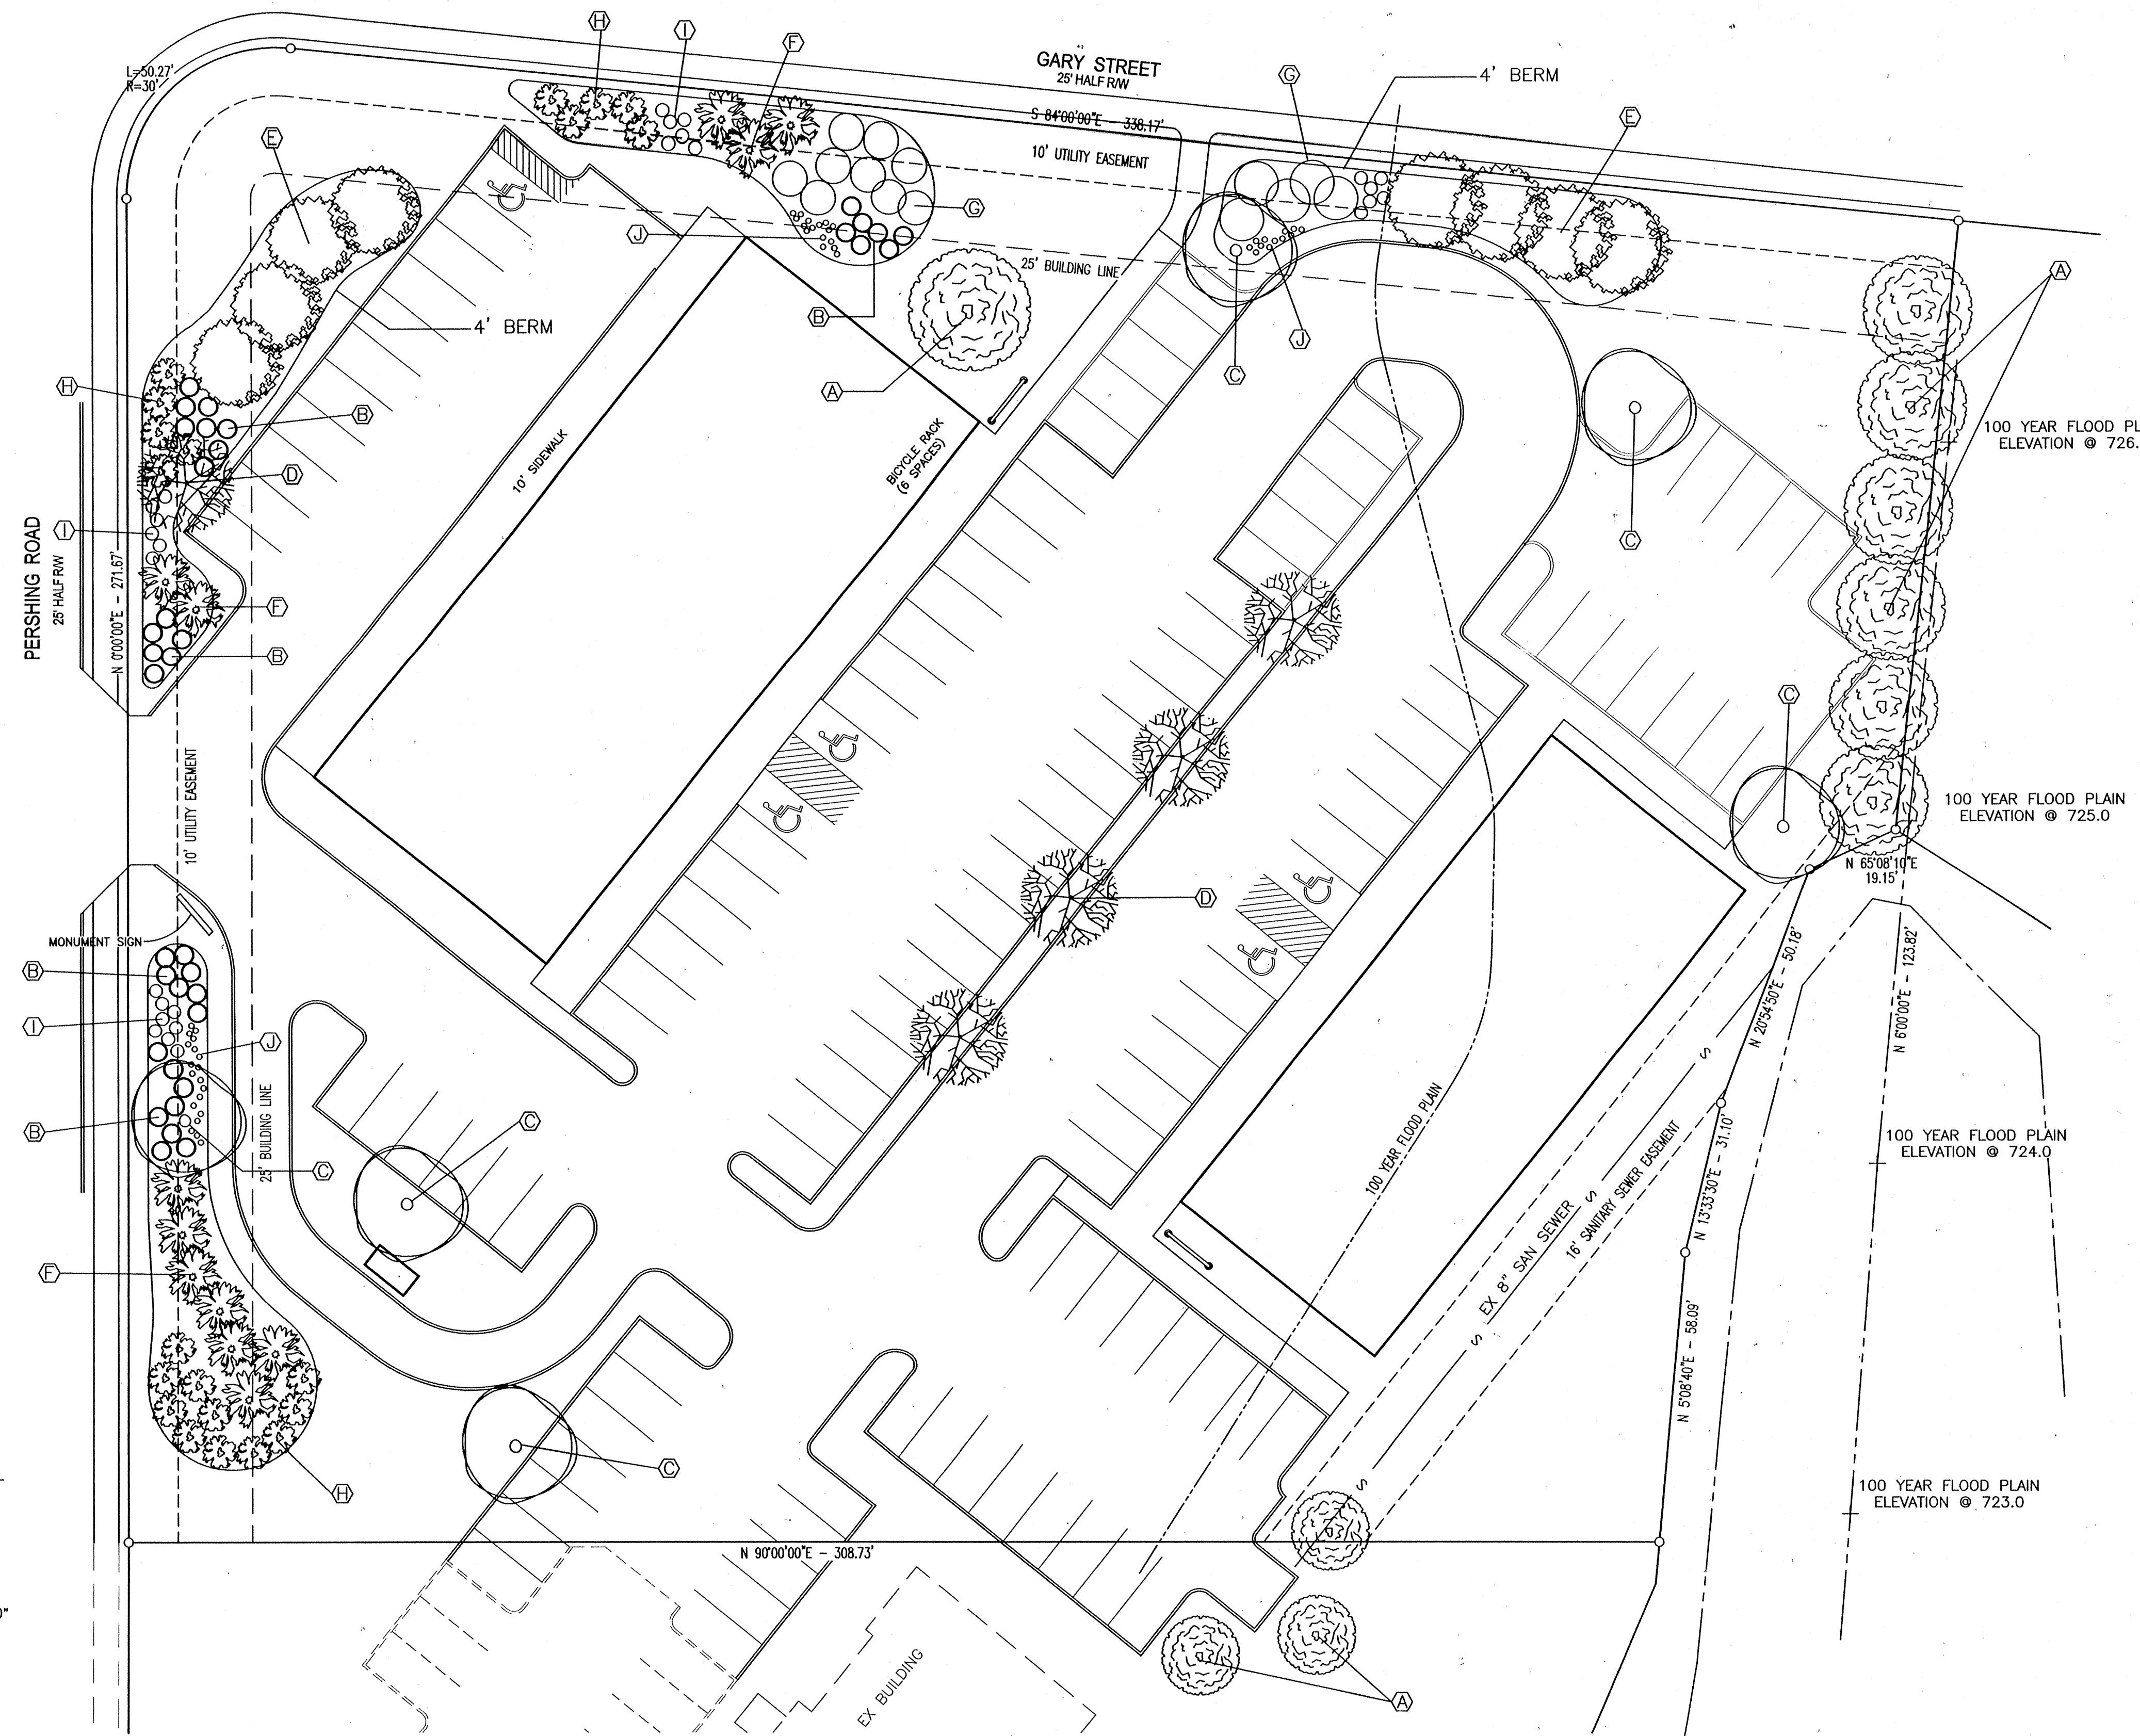 H
I
F
GARY STREET
25' HALF R/W
G
4' BERM
L=50.27'
R=30'
S 84°00'00"E - 338.17'
E
E
10' UTILITY EASEMENT
G
J
25' BUILDING LINE
A
B
4' BERM
J
C
A
H
B
10' SIDEWALK
BICYCLE RACK
(6 SPACES)
100 YEAR FLOOD PL
ELEVATION @ 726.
D
I
C
PERSHING ROAD
25' HALF R/W
N 0°00'00"E - 271.67'
F
B
C
10' UTILITY EASEMENT
100 YEAR FLOOD PLAIN
ELEVATION @ 725.0
N 65°08'10"E
19.15'
D
MONUMENT SIGN
B
I
J
B
C
C
25' BUILDING LINE
N 20°54'50"E - 50.18'
N 6°00'00"E - 123.82'
S
100 YEAR FLOOD PLAIN
16' SANITARY SEWER EASEMENT
N 13°33'30"E - 31.10'
100 YEAR FLOOD PLAIN
ELEVATION @ 724.0
S
EX 8" SAN SEWER
S
F
N 5°08'40"E - 58.09'
H
C
S
100 YEAR FLOOD PLAIN
ELEVATION @ 723.0
N 90°00'00"E - 308.73'
EX BUILDING
A